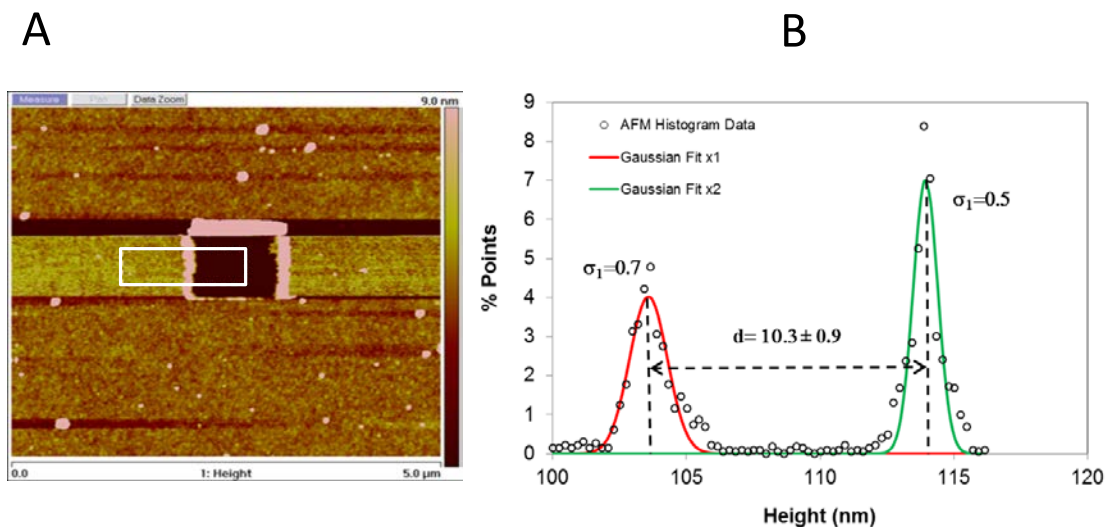 A
B
Measure Pan Data Zoom
9.0 nm
0.0 1: Height 5.0 µm
9
8
7
6
5
4
3
2
1
0
% Points
AFM Histogram Data
Gaussian Fit x1
Gaussian Fit x2
σ1=0.5
σ1=0.7
d= 10.3 ± 0.9
100 105 110 115 120
Height (nm)